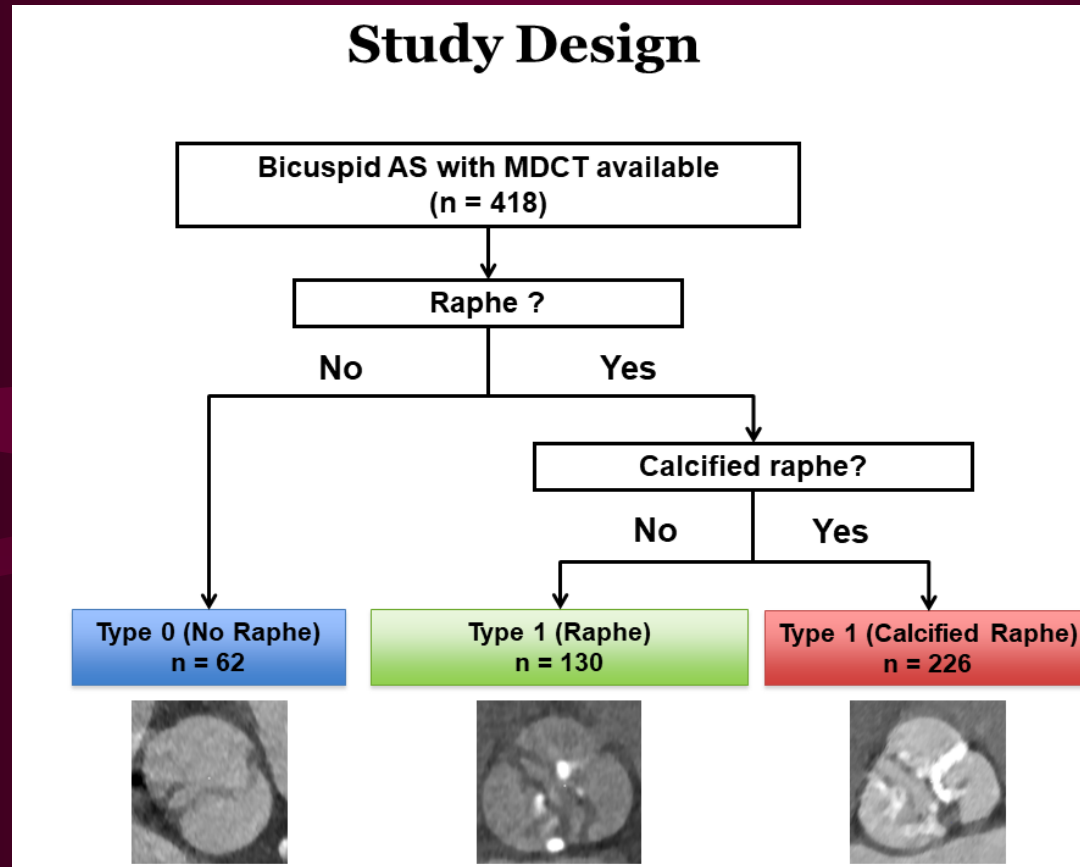 Study Design
Bicuspid AS with MDCT available
(n = 418)
Raphe ?
No
Yes
Calcified raphe?
No
Yes
Type 0 (No Raphe)
n = 62
Type 1 (Raphe)
n = 130
Type 1 (Calcified Raphe)
n = 226